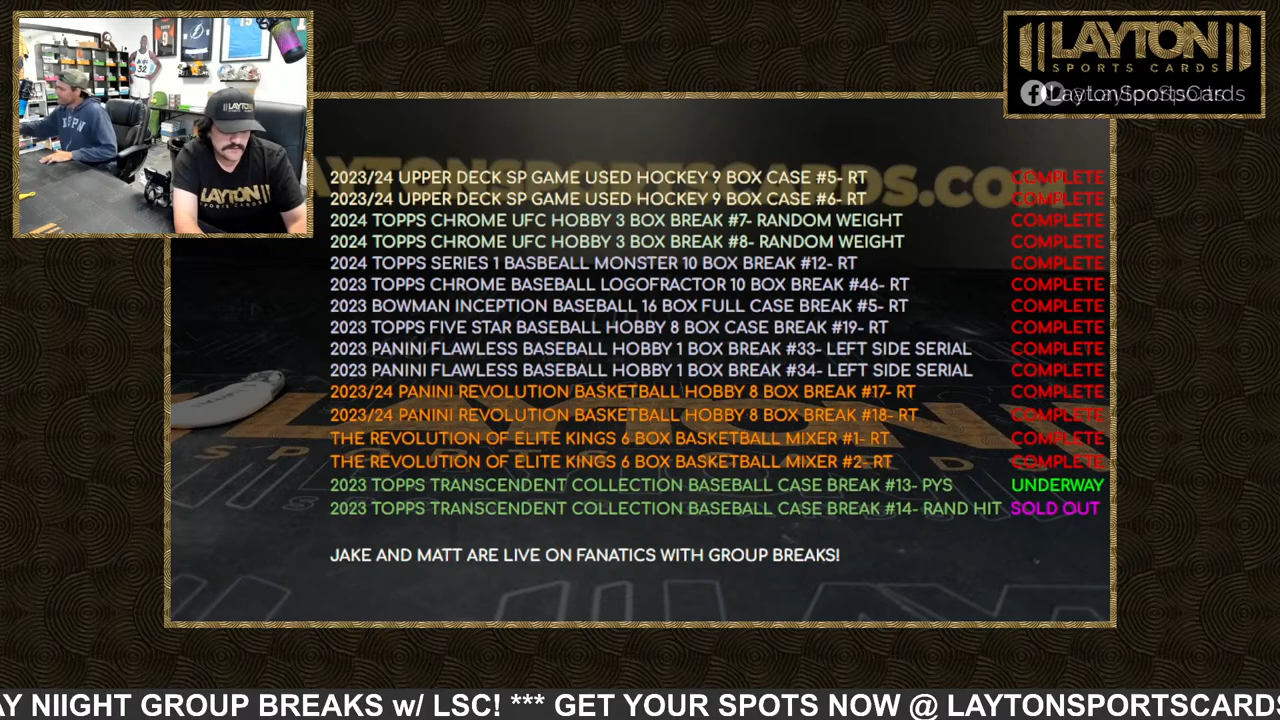 LAYTON
SPORTS CARDS
LaytonSportsCards
32
9
LAYTON
LAYTON
LAYTONSPORTSCARDS.COM
2023/24 UPPER DECK SP GAME USED HOCKEY 9 BOX CASE #5- RT COMPLETE
2023/24 UPPER DECK SP GAME USED HOCKEY 9 BOX CASE #6- RT COMPLETE
2024 TOPPS CHROME UFC HOBBY 3 BOX BREAK #7- RANDOM WEIGHT COMPLETE
2024 TOPPS CHROME UFC HOBBY 3 BOX BREAK #8- RANDOM WEIGHT COMPLETE
2024 TOPPS SERIES 1 BASBEALL MONSTER 10 BOX BREAK #12- RT COMPLETE
2023 TOPPS CHROME BASEBALL LOGOFRACTOR 10 BOX BREAK #46- RT COMPLETE
2023 BOWMAN INCEPTION BASEBALL 16 BOX FULL CASE BREAK #5- RT COMPLETE
2023 TOPPS FIVE STAR BASEBALL HOBBY 8 BOX CASE BREAK #19- RT COMPLETE
2023 PANINI FLAWLESS BASEBALL HOBBY 1 BOX BREAK #33- LEFT SIDE SERIAL COMPLETE
2023 PANINI FLAWLESS BASEBALL HOBBY 1 BOX BREAK #34- LEFT SIDE SERIAL COMPLETE
2023/24 PANINI REVOLUTION BASKETBALL HOBBY 8 BOX BREAK #17- RT COMPLETE
2023/24 PANINI REVOLUTION BASKETBALL HOBBY 8 BOX BREAK #18- RT COMPLETE
THE REVOLUTION OF ELITE KINGS 6 BOX BASKETBALL MIXER #1- RT COMPLETE
THE REVOLUTION OF ELITE KINGS 6 BOX BASKETBALL MIXER #2- RT COMPLETE
2023 TOPPS TRANSCENDENT COLLECTION BASEBALL CASE BREAK #13- PYS UNDERWAY
2023 TOPPS TRANSCENDENT COLLECTION BASEBALL CASE BREAK #14- RAND HIT SOLD OUT
LAYTON
SPORTS CARDS
JAKE AND MATT ARE LIVE ON FANATICS WITH GROUP BREAKS!
AY NIIGHT GROUP BREAKS w/ LSC! *** GET YOUR SPOTS NOW @ LAYTONSPORTSCARDS